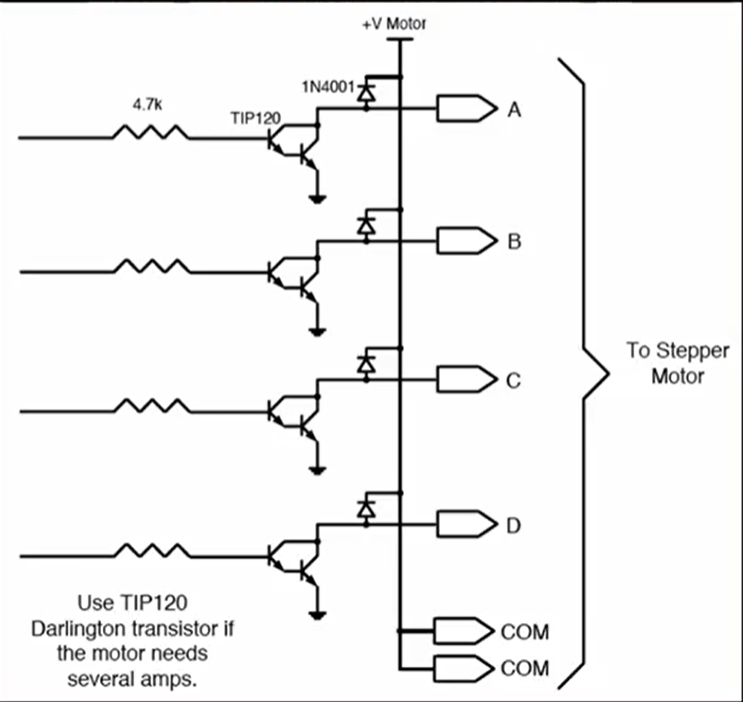 +V Motor
1N4001
4.7k
TIP120
A
B
C
D
To Stepper
Motor
Use TIP120
Darlington transistor if
the motor needs
several amps.
COM
COM